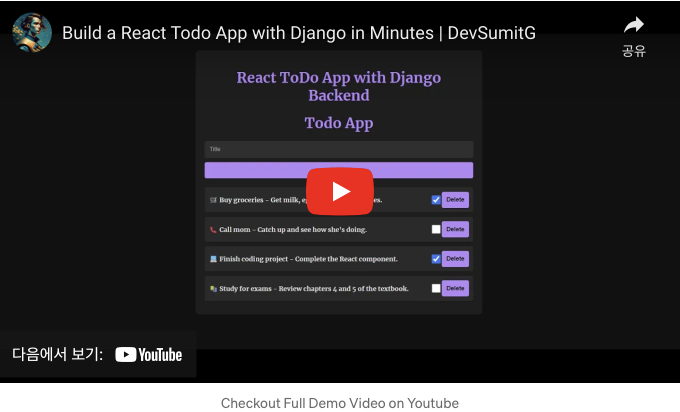 Build a React Todo App with Django in Minutes | DevSumitG
공유
React ToDo App with Django
Backend
Todo App
Title
Buy groceries - Get milk,
Call mom - Catch up and see how she's doing.
Finish coding project - Complete the React component.
Study for exams - Review chapters 4 and 5 of the textbook.
Delete
Delete
Delete
Delete
다음에서 보기:
YouTube
Checkout Full Demo Video on Youtube